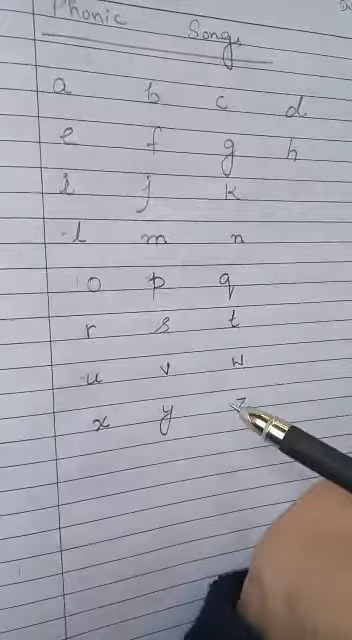 Phonic Songs
a b c d
e f g h
i j k
l m n
o p q
r s t
u v w
x y z